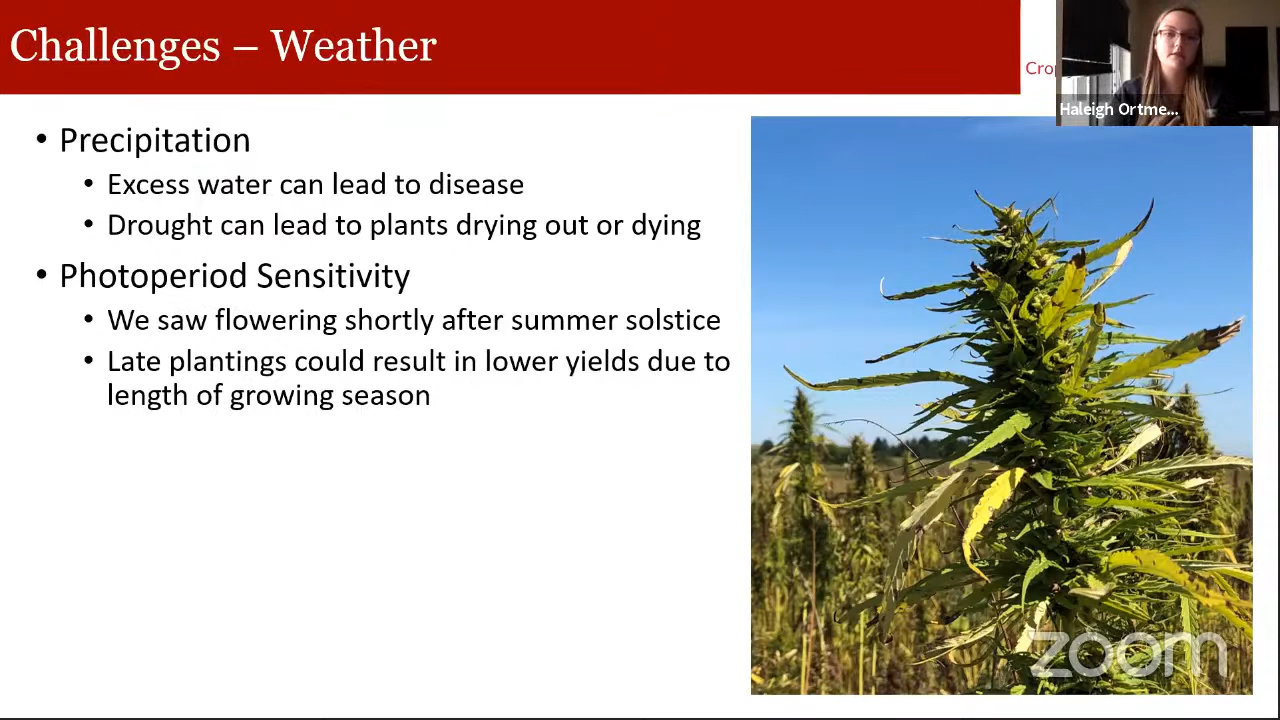 Challenges – Weather
Haleigh Ortme...
• Precipitation
• Excess water can lead to disease
• Drought can lead to plants drying out or dying
• Photoperiod Sensitivity
• We saw flowering shortly after summer solstice
• Late plantings could result in lower yields due to
length of growing season
zoom